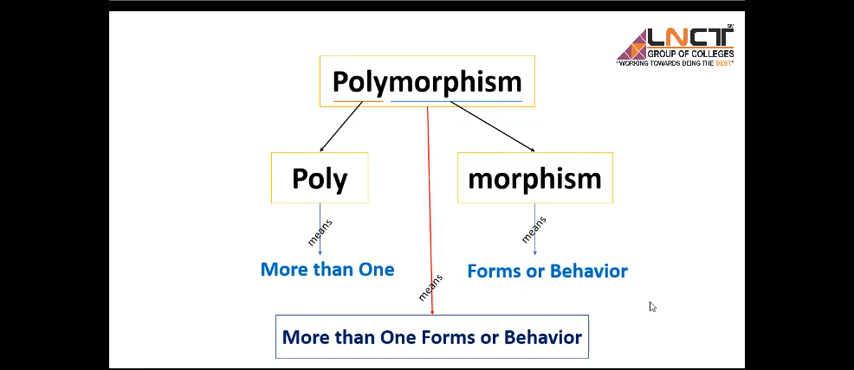 LNCT
GROUP OF COLLEGES
"WORKING TOWARDS BEING THE BEST"
Polymorphism
Poly
morphism
means
means
More than One
Forms or Behavior
means
More than One Forms or Behavior